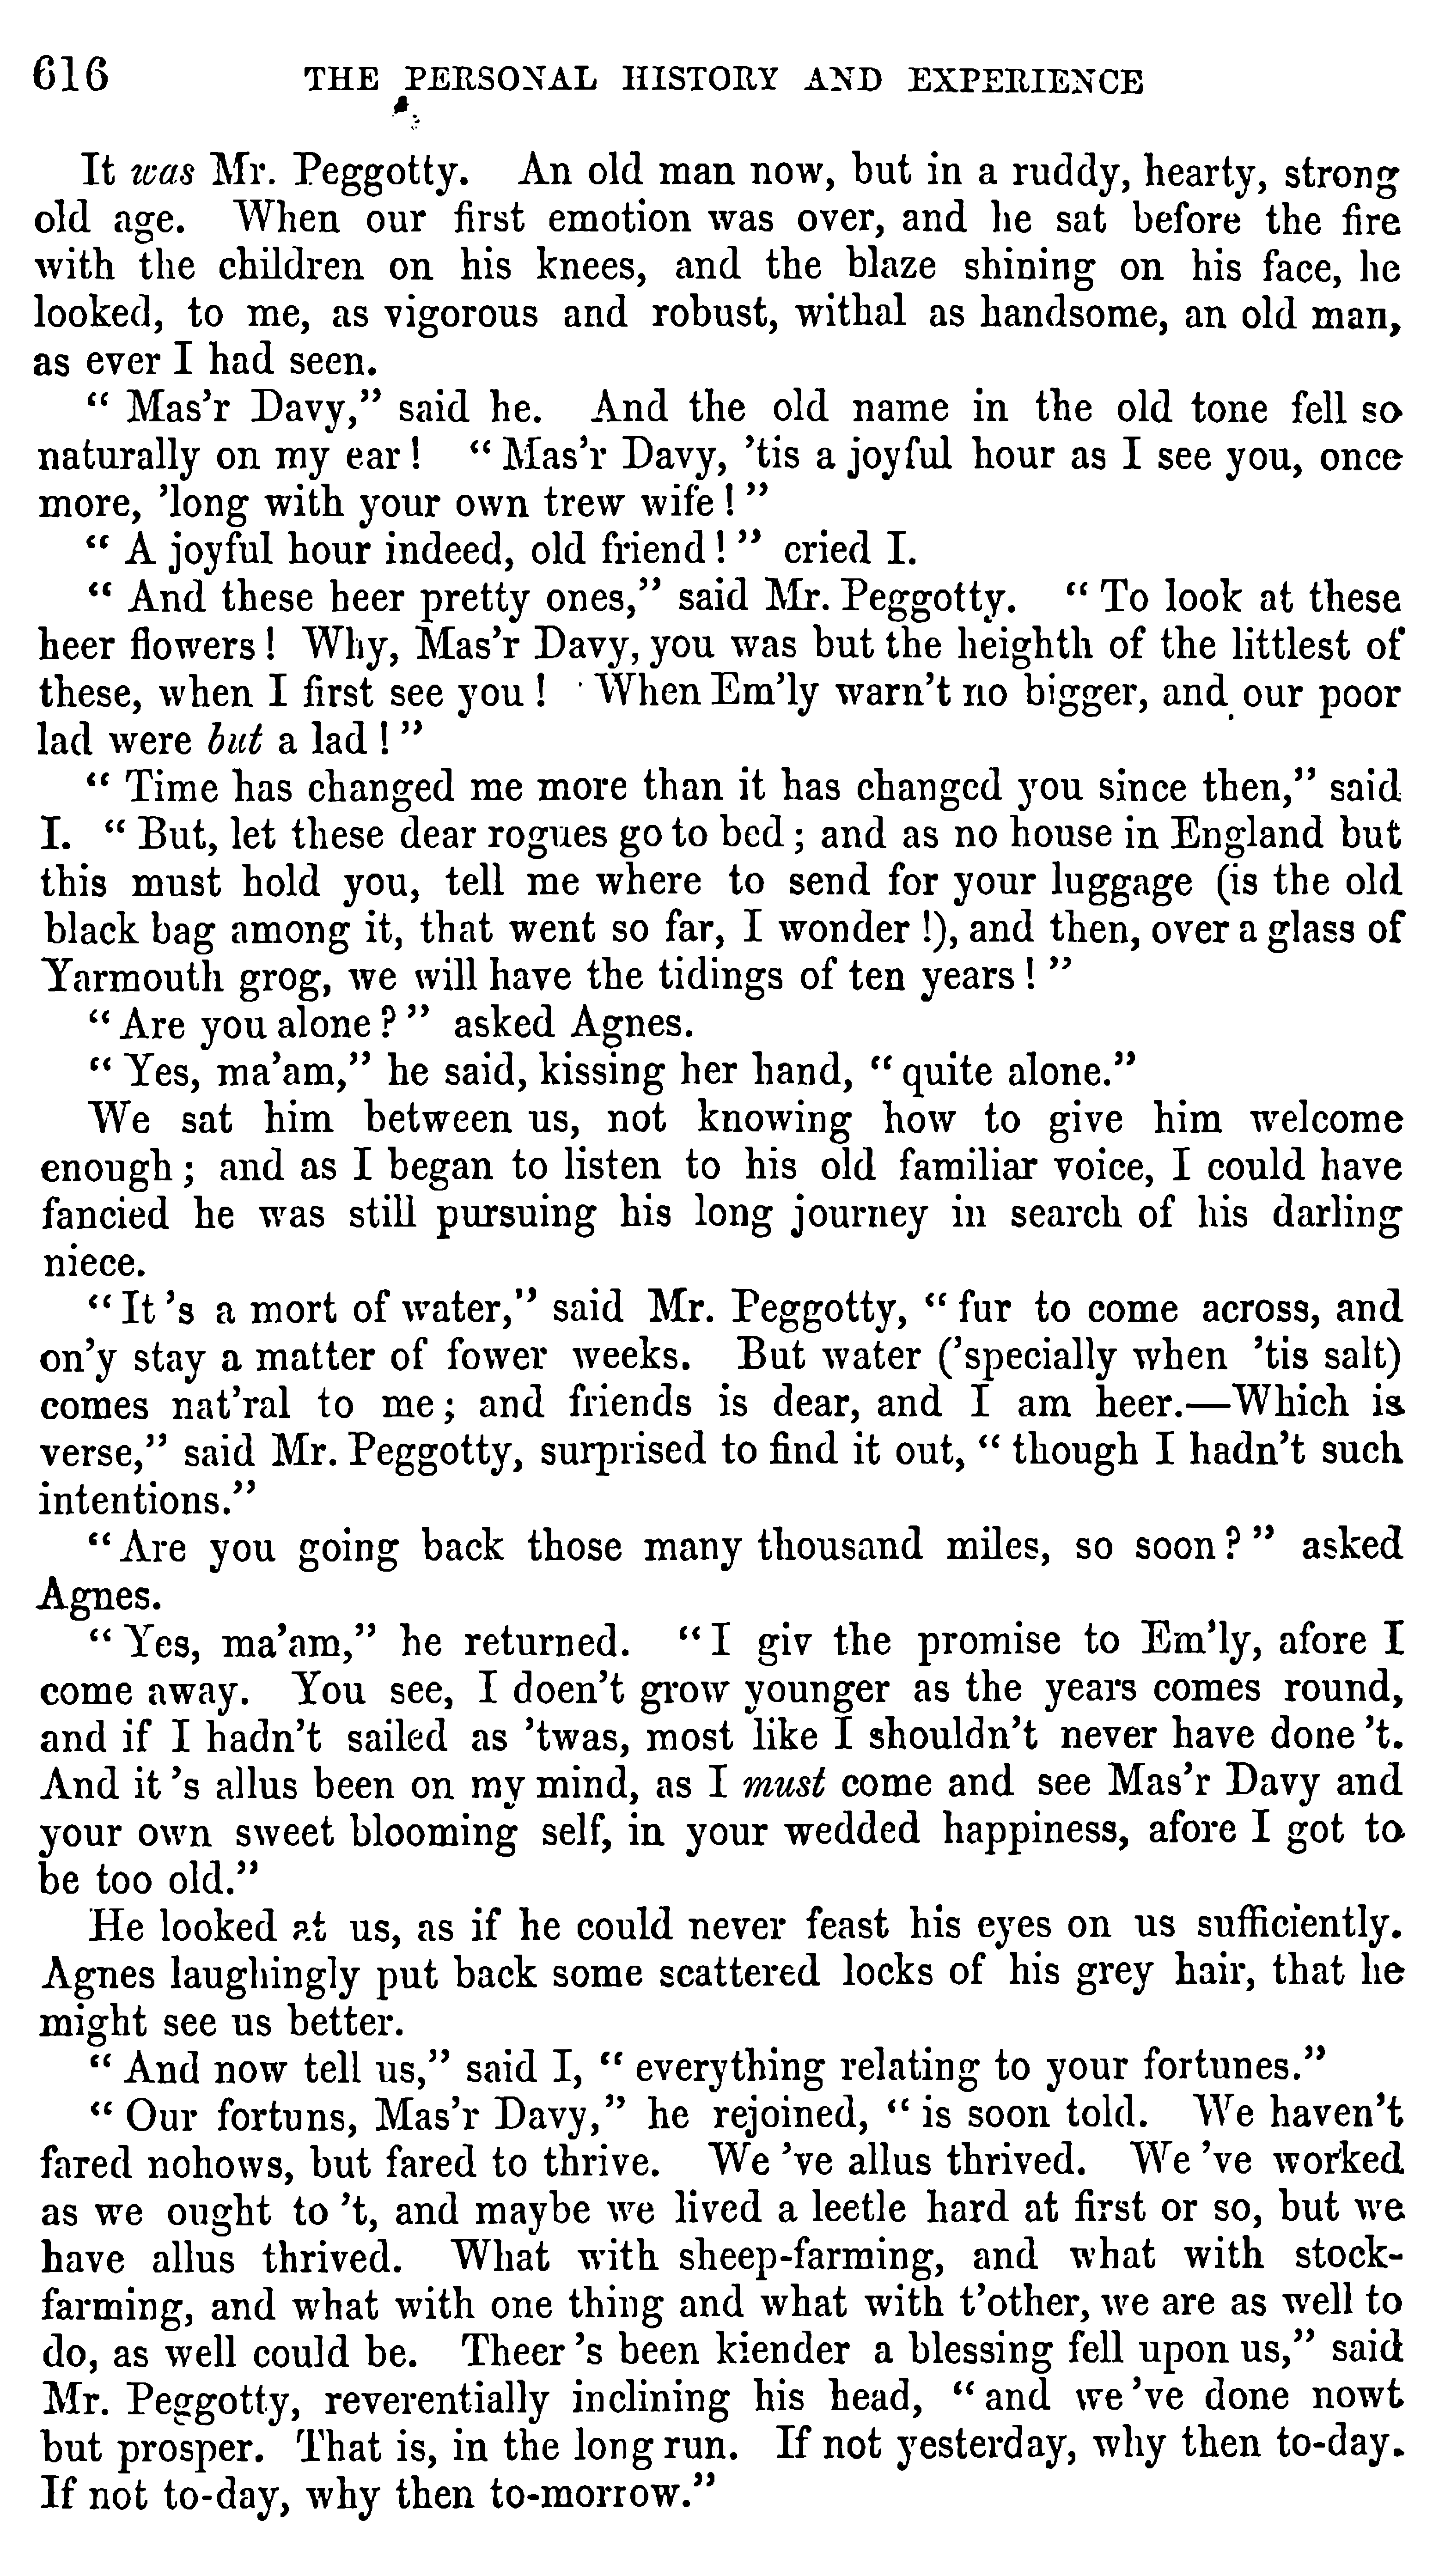 616 THE PERSONAL HISTORY AND EXPERIENCE
It was Mr. Peggotty. An old man now, but in a ruddy, hearty, strong
old age. When our first emotion was over, and he sat before the fire
with the children on his knees, and the blaze shining on his face, he
looked, to me, as vigorous and robust, withal as handsome, an old man,
as ever I had seen.
“ Mas’r Davy,” said he. And the old name in the old tone fell so
naturally on my ear! “ Mas’r Davy, ’tis a joyful hour as I see you, once
more, ’long with your own trew wife ! ”
“ A joyful hour indeed, old friend ! ” cried I.
“ And these heer pretty ones,” said Mr. Peggotty. “ To look at these
heer flowers ! Why, Mas’r Davy, you was but the heighth of the littlest of
these, when I first see you ! When Em’ly warn’t no bigger, and our poor
lad were but a lad ! ”
“ Time has changed me more than it has changed you since then,” said
I. “ But, let these dear rogues go to bed ; and as no house in England but
this must hold you, tell me where to send for your luggage (is the old
black bag among it, that went so far, I wonder !), and then, over a glass of
Yarmouth grog, we will have the tidings of ten years ! ”
“ Are you alone ? ” asked Agnes.
“ Yes, ma’am,” he said, kissing her hand, “ quite alone.”
We sat him between us, not knowing how to give him welcome
enough ; and as I began to listen to his old familiar voice, I could have
fancied he was still pursuing his long journey in search of his darling
niece.
“ It ’s a mort of water,” said Mr. Peggotty, “ fur to come across, and
on’y stay a matter of fower weeks. But water (’specially when ’tis salt)
comes nat’ral to me ; and friends is dear, and I am heer.—Which is
verse,” said Mr. Peggotty, surprised to find it out, “ though I hadn’t such
intentions.”
“ Are you going back those many thousand miles, so soon ? ” asked
Agnes.
“ Yes, ma’am,” he returned. “ I giv the promise to Em’ly, afore I
come away. You see, I doen’t grow younger as the years comes round,
and if I hadn’t sailed as ’twas, most like I shouldn’t never have done ’t.
And it ’s allus been on my mind, as I must come and see Mas’r Davy and
your own sweet blooming self, in your wedded happiness, afore I got to
be too old.”
He looked at us, as if he could never feast his eyes on us sufficiently.
Agnes laughingly put back some scattered locks of his grey hair, that he
might see us better.
“ And now tell us,” said I, “ everything relating to your fortunes.”
“ Our fortuns, Mas’r Davy,” he rejoined, “ is soon told. We haven’t
fared nohows, but fared to thrive. We ’ve allus thrived. We ’ve worked
as we ought to ’t, and maybe we lived a leetle hard at first or so, but we
have allus thrived. What with sheep-farming, and what with stock-
farming, and what with one thing and what with t’other, we are as well to
do, as well could be. Theer ’s been kiender a blessing fell upon us,” said
Mr. Peggotty, reverentially inclining his head, “ and we ’ve done nowt
but prosper. That is, in the long run. If not yesterday, why then to-day.
If not to-day, why then to-morrow.”